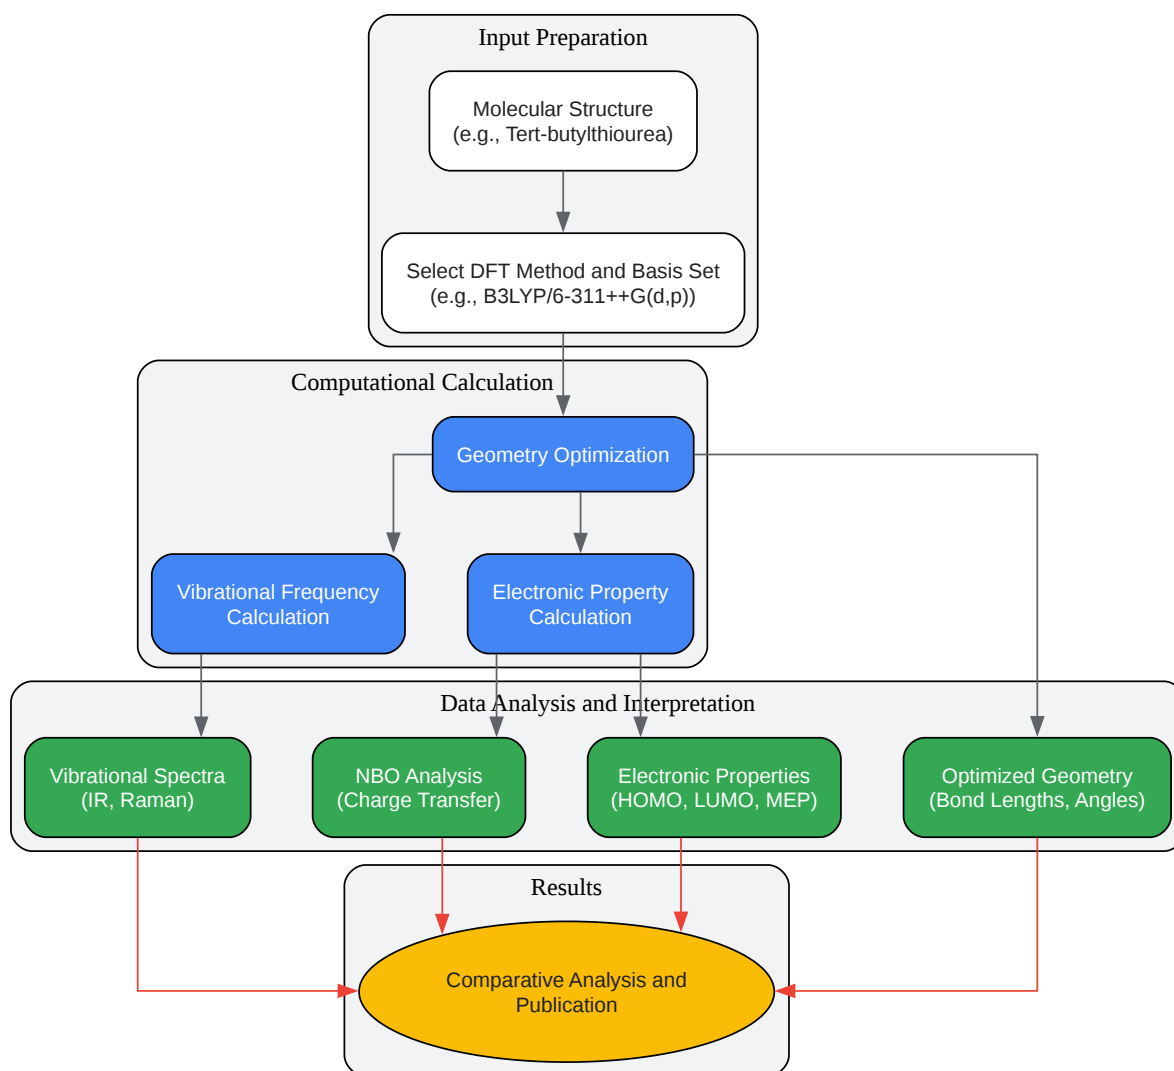 Input Preparation
Molecular Structure
(e.g., Tert-butylthiourea)
Select DFT Method and Basis Set
(e.g., B3LYP/6-311++G(d,p))
Computational Calculation
Geometry Optimization
Vibrational Frequency
Calculation
Electronic Property
Calculation
Data Analysis and Interpretation
Vibrational Spectra
(IR, Raman)
NBO Analysis
(Charge Transfer)
Electronic Properties
(HOMO, LUMO, MEP)
Optimized Geometry
(Bond Lengths, Angles)
Results
Comparative Analysis and
Publication